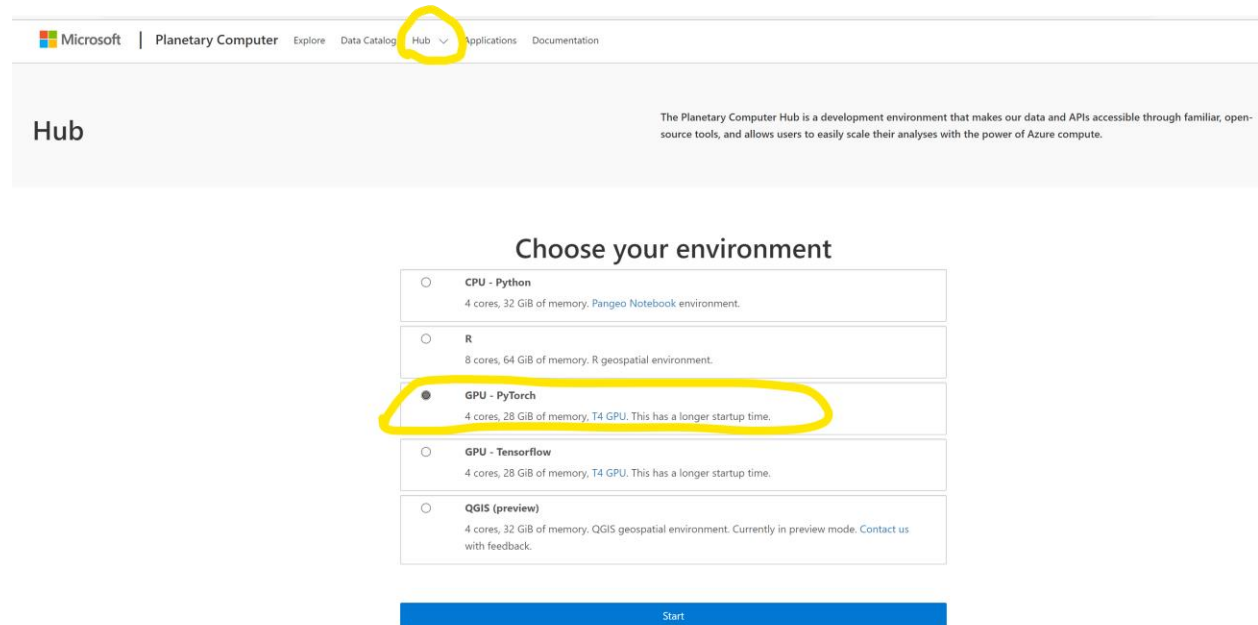 Microsoft | Planetary Computer Explore Data Catalog Hub Applications Documentation
Hub
The Planetary Computer Hub is a development environment that makes our data and APIs accessible through familiar, open-
source tools, and allows users to easily scale their analyses with the power of Azure compute.
Choose your environment
CPU - Python
4 cores, 32 GiB of memory. Pangeo Notebook environment.
R
8 cores, 64 GiB of memory. R geospatial environment.
GPU - PyTorch
4 cores, 28 GiB of memory, T4 GPU. This has a longer startup time.
GPU - Tensorflow
4 cores, 28 GiB of memory, T4 GPU. This has a longer startup time.
QGIS (preview)
4 cores, 32 GiB of memory. QGIS geospatial environment. Currently in preview mode. Contact us
with feedback.
Start